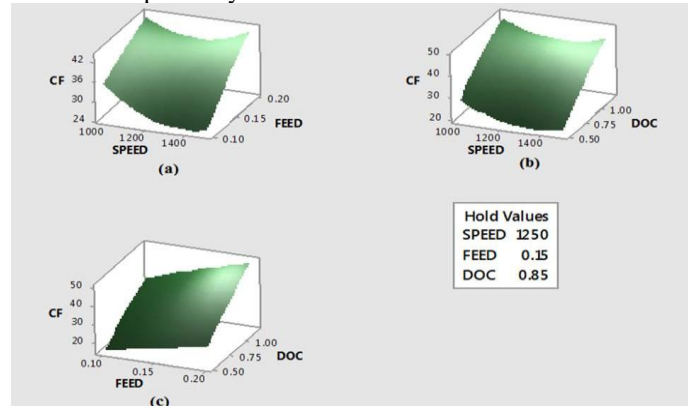 42
CF 36
30
24
1000
1200
1400
SPEED
0.20
0.15 FEED
0.10
(a)
50
CF 40
30
20
1000
1200
1400
SPEED
1.00
0.75 DOC
0.50
(b)
Hold Values
SPEED 1250
FEED 0.15
DOC 0.85
50
CF 40
30
20
0.10
0.15
0.20
FEED
1.00
0.75 DOC
0.50
(c)